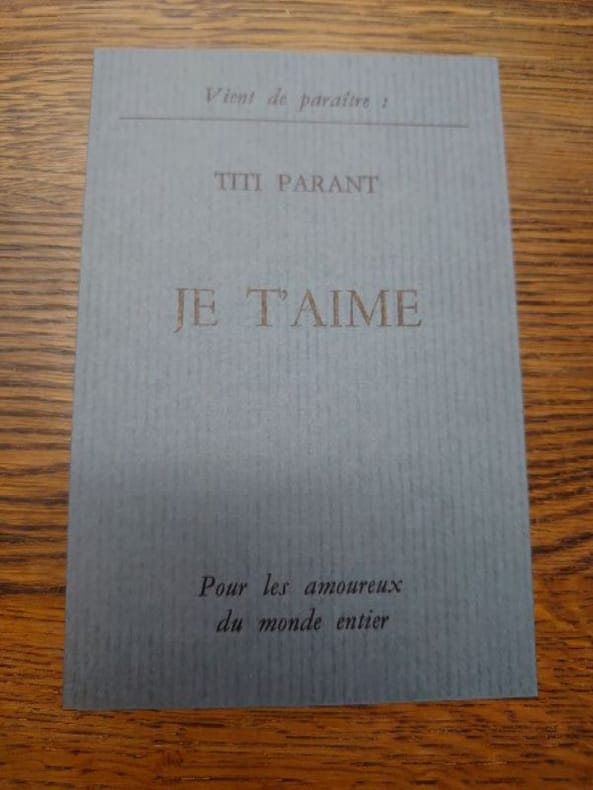 Vient de paraître :
TITI PARANT
JE T'AIME
Pour les amoureux
du monde entier